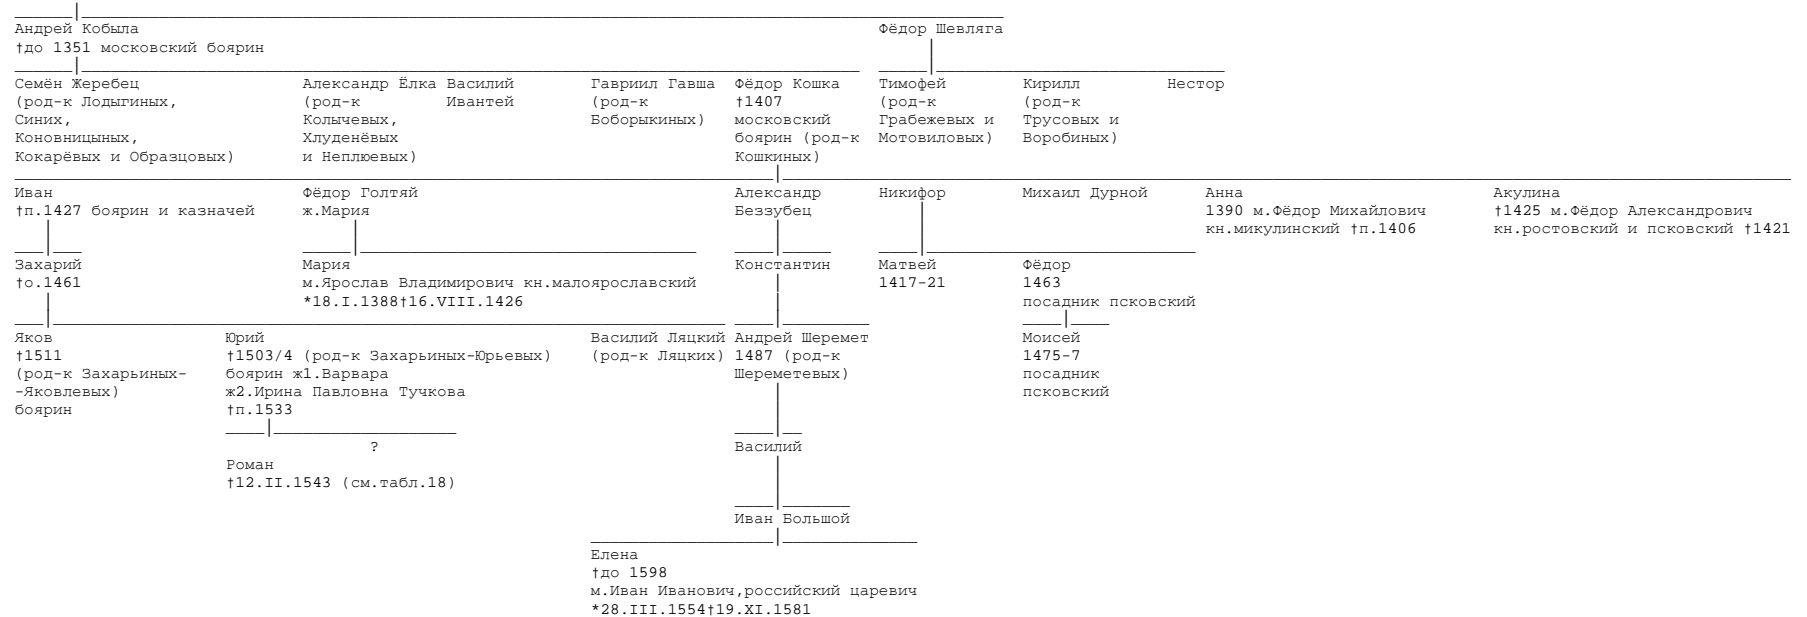 Андрей Кобыла Фёдор Шевляга
†до 1351 московский боярин
Семён Жеребец Александр Ёлка Василий Гавриил Гавша Фёдор Кошка Тимофей Кирилл Нестор
(род-к Лодыгиных, (род-к Ивантей (род-к †1407 (род-к (род-к
Синих, Колычевых, Боборыкиных) московский Грабежевых и Трусовых и
Коновницыных, Хлуденёвых боярин (род-к Мотовиловых) Воробиных)
Кокарёвых и Образцовых) и Неплюевых) Кошкиных)
Иван Фёдор Голтяй Александр Никифор Михаил Дурной Анна Акулина
†п.1427 боярин и казначей ж.Мария Беззубец 1390 м.Фёдор Михайлович †1425 м.Фёдор Александрович
кн.микулинский †п.1406 кн.ростовский и псковский †1421
Захарий Мария Константин Матвей Фёдор
†о.1461 м.Ярослав Владимирович кн.малоярославский 1417-21 1463
*18.I.1388†16.VIII.1426 посадник псковский
Яков Юрий Василий Ляцкий Андрей Шеремет Моисей
†1511 †1503/4 (род-к Захарьиных-Юрьевых) (род-к Ляцких) 1487 (род-к 1475-7
(род-к Захарьиных- боярин ж1.Варвара Шереметевых) посадник
-Яковлевых) ж2.Ирина Павловна Тучкова псковский
боярин †п.1533
? Василий
Роман
†12.II.1543 (см.табл.18)
Иван Большой
Елена
†до 1598
м.Иван Иванович,российский царевич
*28.III.1554†19.XI.1581